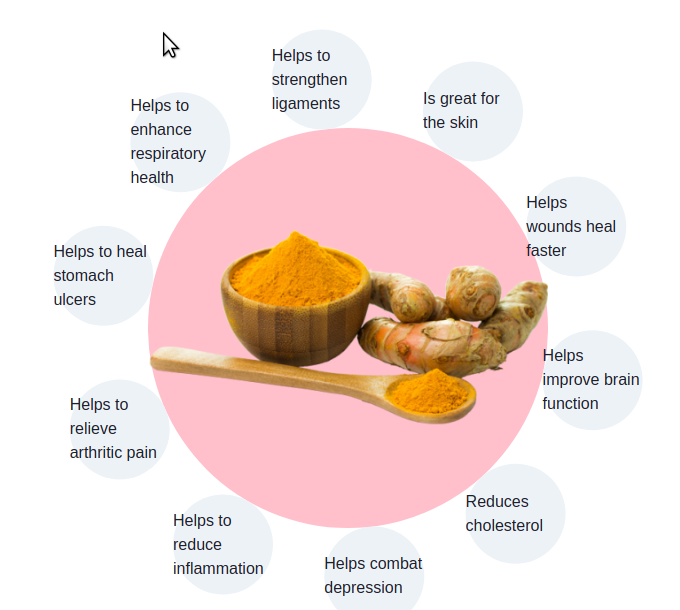 Helps to
strengthen
ligaments
Is great for
the skin
Helps
wounds heal
faster
Helps
improve brain
function
Reduces
cholesterol
Helps combat
depression
Helps to
reduce
inflammation
Helps to
relieve
arthritic pain
Helps to heal
stomach
ulcers
Helps to
enhance
respiratory
health